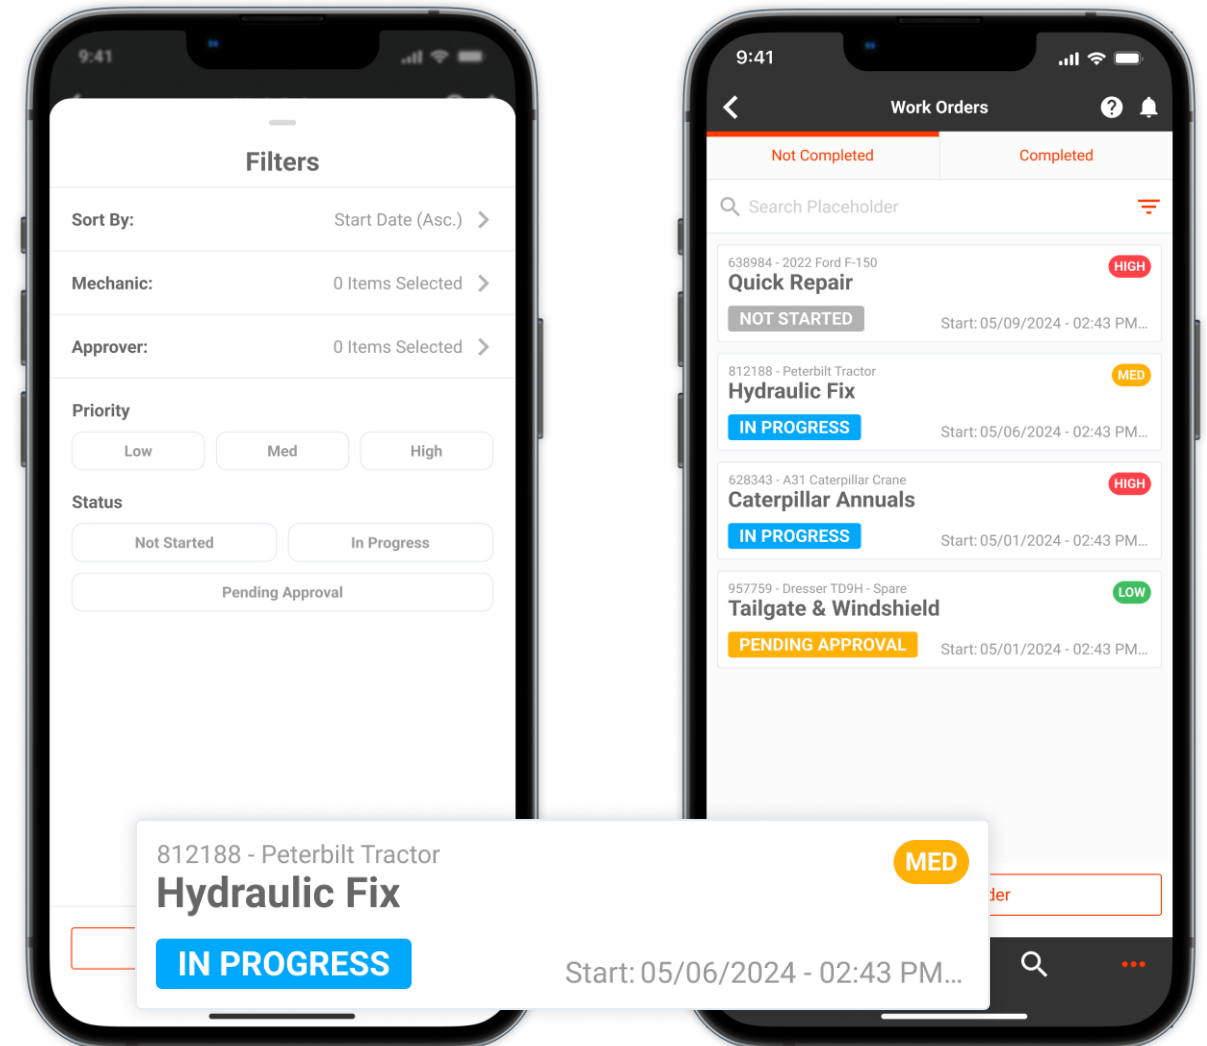 9:41
Filters
Sort By: Start Date (Asc.)
Mechanic: 0 Items Selected
Approver: 0 Items Selected
Priority
Low Med High
Status
Not Started In Progress
Pending Approval
9:41
Work Orders
Not Completed Completed
Search Placeholder
638984 - 2022 Ford F-150 HIGH
Quick Repair
NOT STARTED Start: 05/09/2024 - 02:43 PM...
812188 - Peterbilt Tractor MED
Hydraulic Fix
IN PROGRESS Start: 05/06/2024 - 02:43 PM...
628343 - A31 Caterpillar Crane HIGH
Caterpillar Annuals
IN PROGRESS Start: 05/01/2024 - 02:43 PM...
957759 - Dresser TD9H - Spare LOW
Tailgate & Windshield
PENDING APPROVAL Start: 05/01/2024 - 02:43 PM...
812188 - Peterbilt Tractor MED
Hydraulic Fix
IN PROGRESS Start: 05/06/2024 - 02:43 PM...